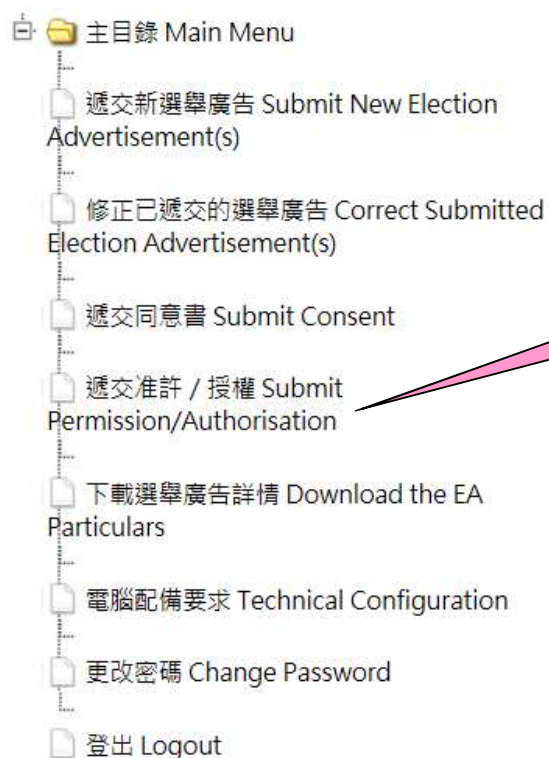 主目錄 Main Menu
遞交新選舉廣告 Submit New Election
Advertisement(s)
修正已遞交的選舉廣告 Correct Submitted
Election Advertisement(s)
遞交同意書 Submit Consent
遞交准許 / 授權 Submit
Permission/Authorisation
下載選舉廣告詳情 Download the EA
Particulars
電腦配備要求 Technical Configuration
更改密碼 Change Password
登出 Logout